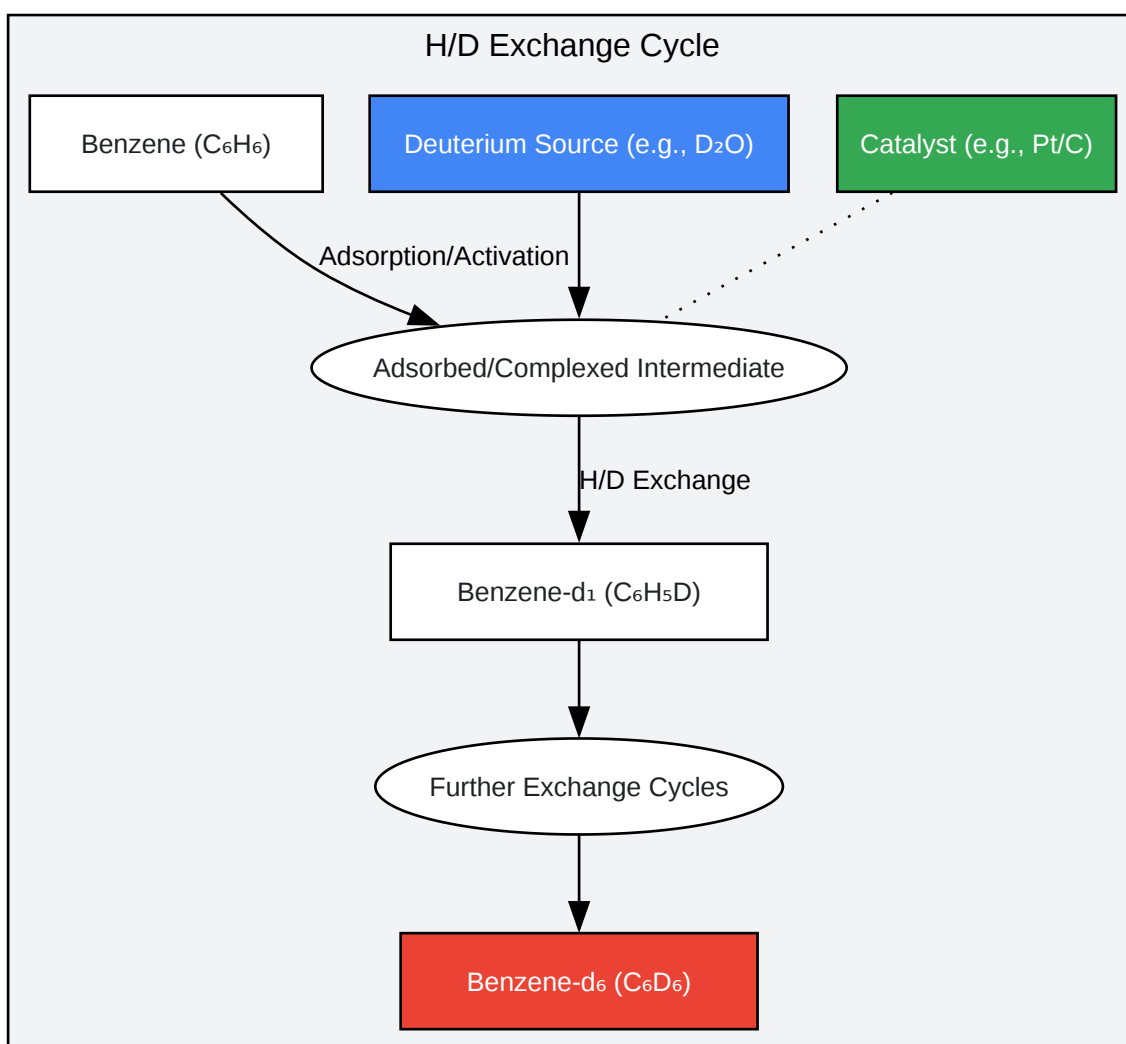 H/D Exchange Cycle
Benzene (C₆H₆)
Deuterium Source (e.g., D₂O)
Catalyst (e.g., Pt/C)
Adsorption/Activation
Adsorbed/Complexed Intermediate
H/D Exchange
Benzene-d₁ (C₆H₅D)
Further Exchange Cycles
Benzene-d₆ (C₆D₆)